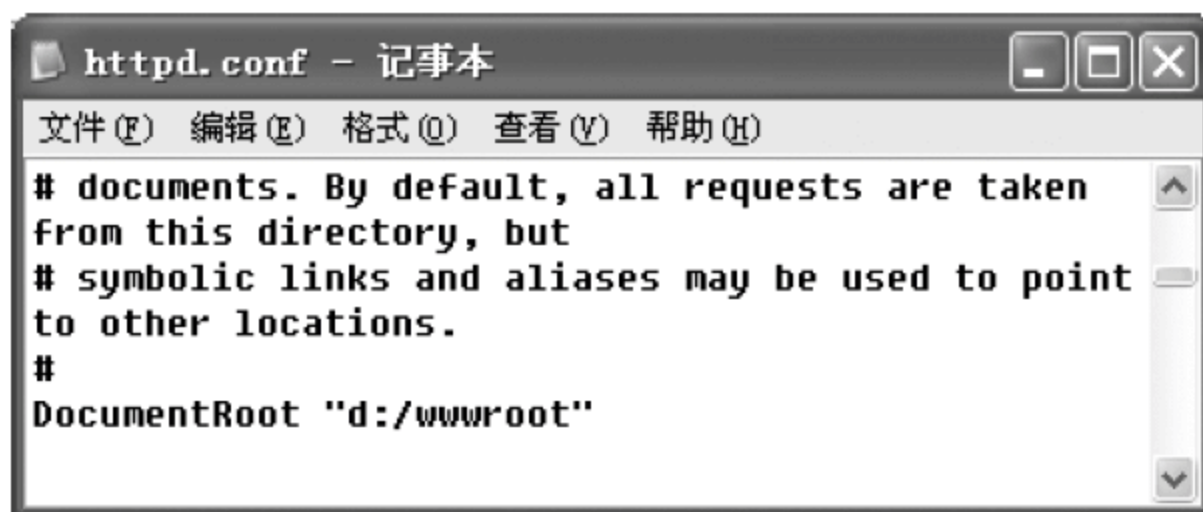 httpd.conf - 记事本
文件(F) 编辑(E) 格式(O) 查看(V) 帮助(H)
# documents. By default, all requests are taken
from this directory, but
# symbolic links and aliases may be used to point
to other locations.
#
DocumentRoot "d:/wwwroot"